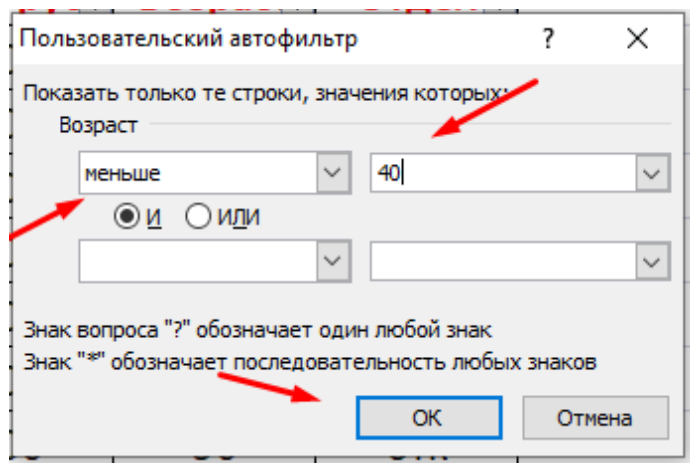 Пользовательский автофильтр ? ×
Показать только те строки, значения которых:
Возраст
меньше 40
И ИЛИ
Знак вопроса "?" обозначает один любой знак
Знак "*" обозначает последовательность любых знаков
ОК Отмена